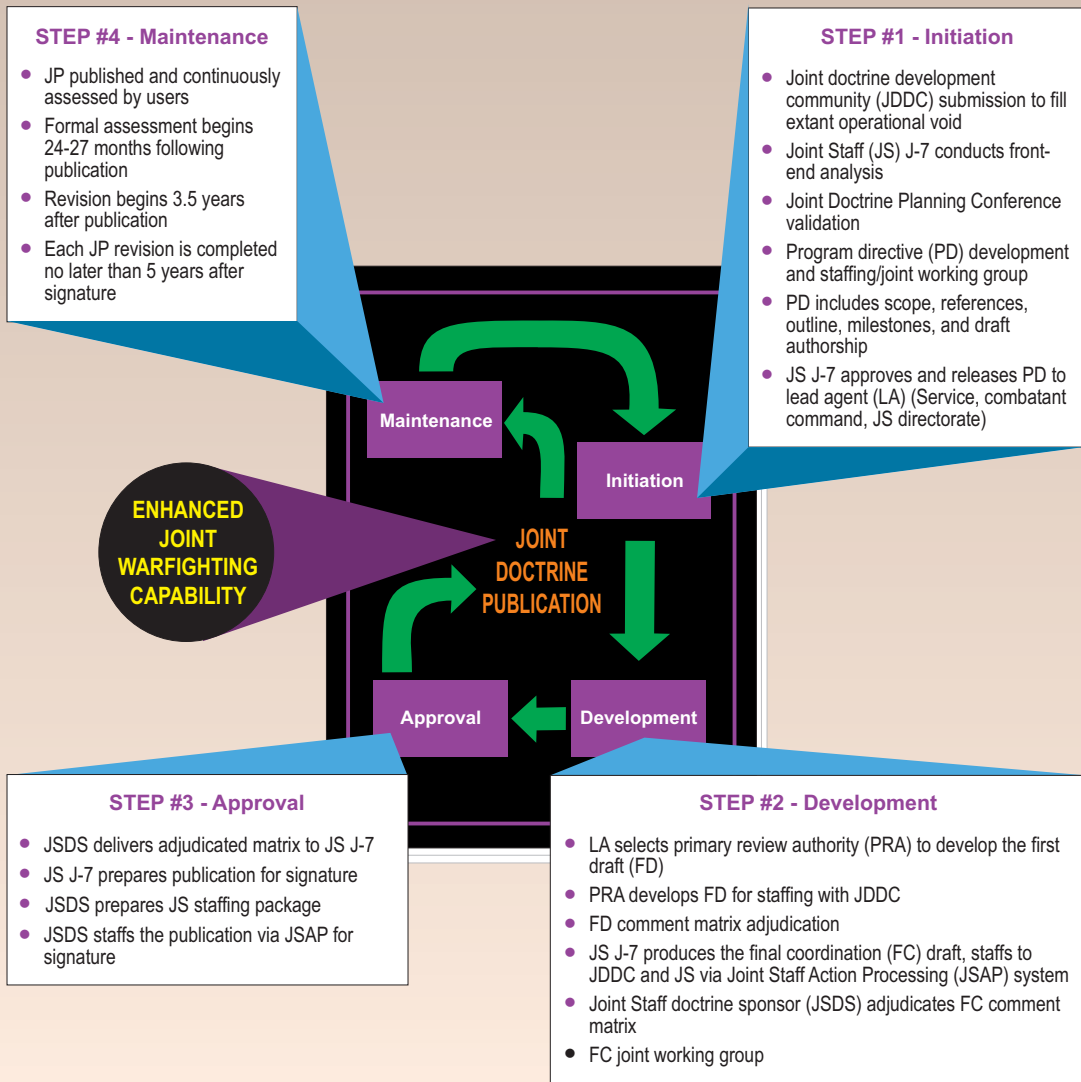 STEP #4 - Maintenance
• JP published and continuously
assessed by users
• Formal assessment begins
24-27 months following
publication
• Revision begins 3.5 years
after publication
• Each JP revision is completed
no later than 5 years after
signature
STEP #1 - Initiation
• Joint doctrine development
community (JDDC) submission to fill
extant operational void
• Joint Staff (JS) J-7 conducts front-
end analysis
• Joint Doctrine Planning Conference
validation
• Program directive (PD) development
and staffing/joint working group
• PD includes scope, references,
outline, milestones, and draft
authorship
• JS J-7 approves and releases PD to
lead agent (LA) (Service, combatant
command, JS directorate)
Maintenance
Initiation
ENHANCED
JOINT
WARFIGHTING
CAPABILITY
JOINT
DOCTRINE
PUBLICATION
Approval
Development
STEP #3 - Approval
• JSDS delivers adjudicated matrix to JS J-7
• JS J-7 prepares publication for signature
• JSDS prepares JS staffing package
• JSDS staffs the publication via JSAP for
signature
STEP #2 - Development
• LA selects primary review authority (PRA) to develop the first
draft (FD)
• PRA develops FD for staffing with JDDC
• FD comment matrix adjudication
• JS J-7 produces the final coordination (FC) draft, staffs to
JDDC and JS via Joint Staff Action Processing (JSAP) system
• Joint Staff doctrine sponsor (JSDS) adjudicates FC comment
matrix
• FC joint working group